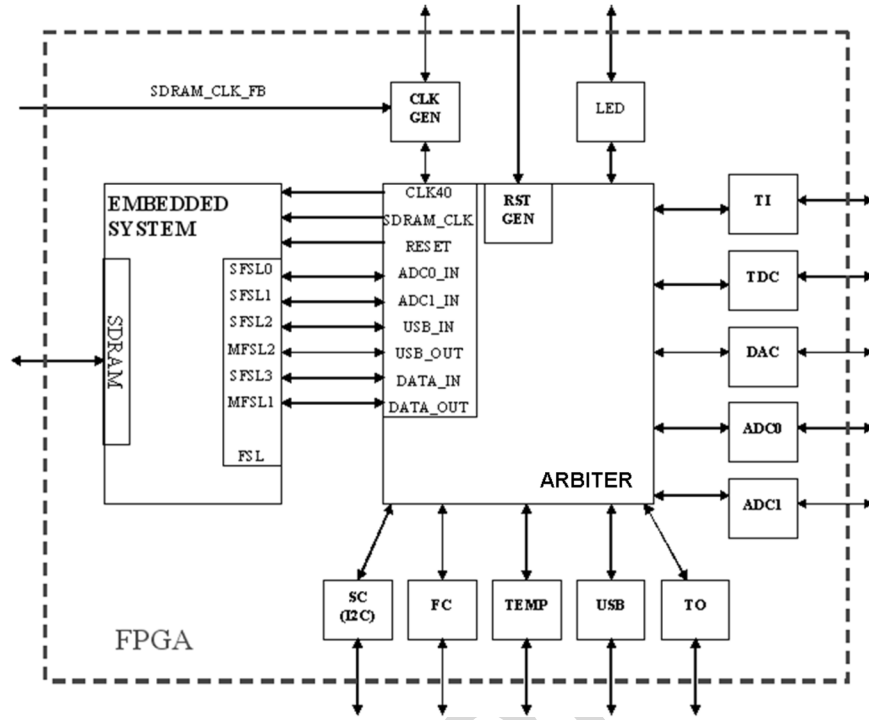 SDRAM_CLK_FB
CLK
GEN
LED
EMBEDDED
SYSTEM
SDRAM
SFSL0
SFSL1
SFSL2
MFSL2
SFSL3
MFSL1
FSL
CLK40
SDRAM_CLK
RESET
ADC0_IN
ADC1_IN
USB_IN
USB_OUT
DATA_IN
DATA_OUT
RST
GEN
ARBITER
TI
TDC
DAC
ADC0
ADC1
SC
(I2C)
FC
TEMP
USB
TO
FPGA